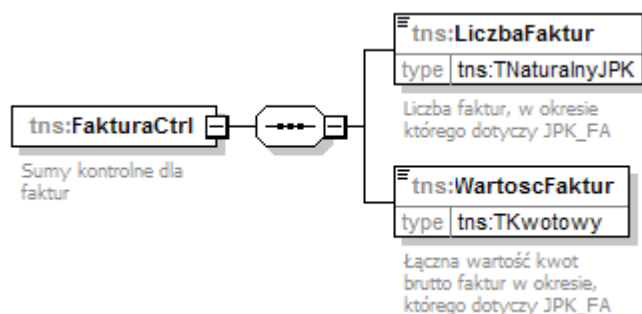 tns:LiczbaFaktur
type tns:TNaturalnyJPK
Liczba faktur, w okresie
którego dotyczy JPK_FA
tns:FakturaCtrl
Sumy kontrolne dla
faktur
tns:WartoscFaktur
type tns:TKwotowy
Łączna wartość kwot
brutto faktur w okresie,
którego dotyczy JPK_FA